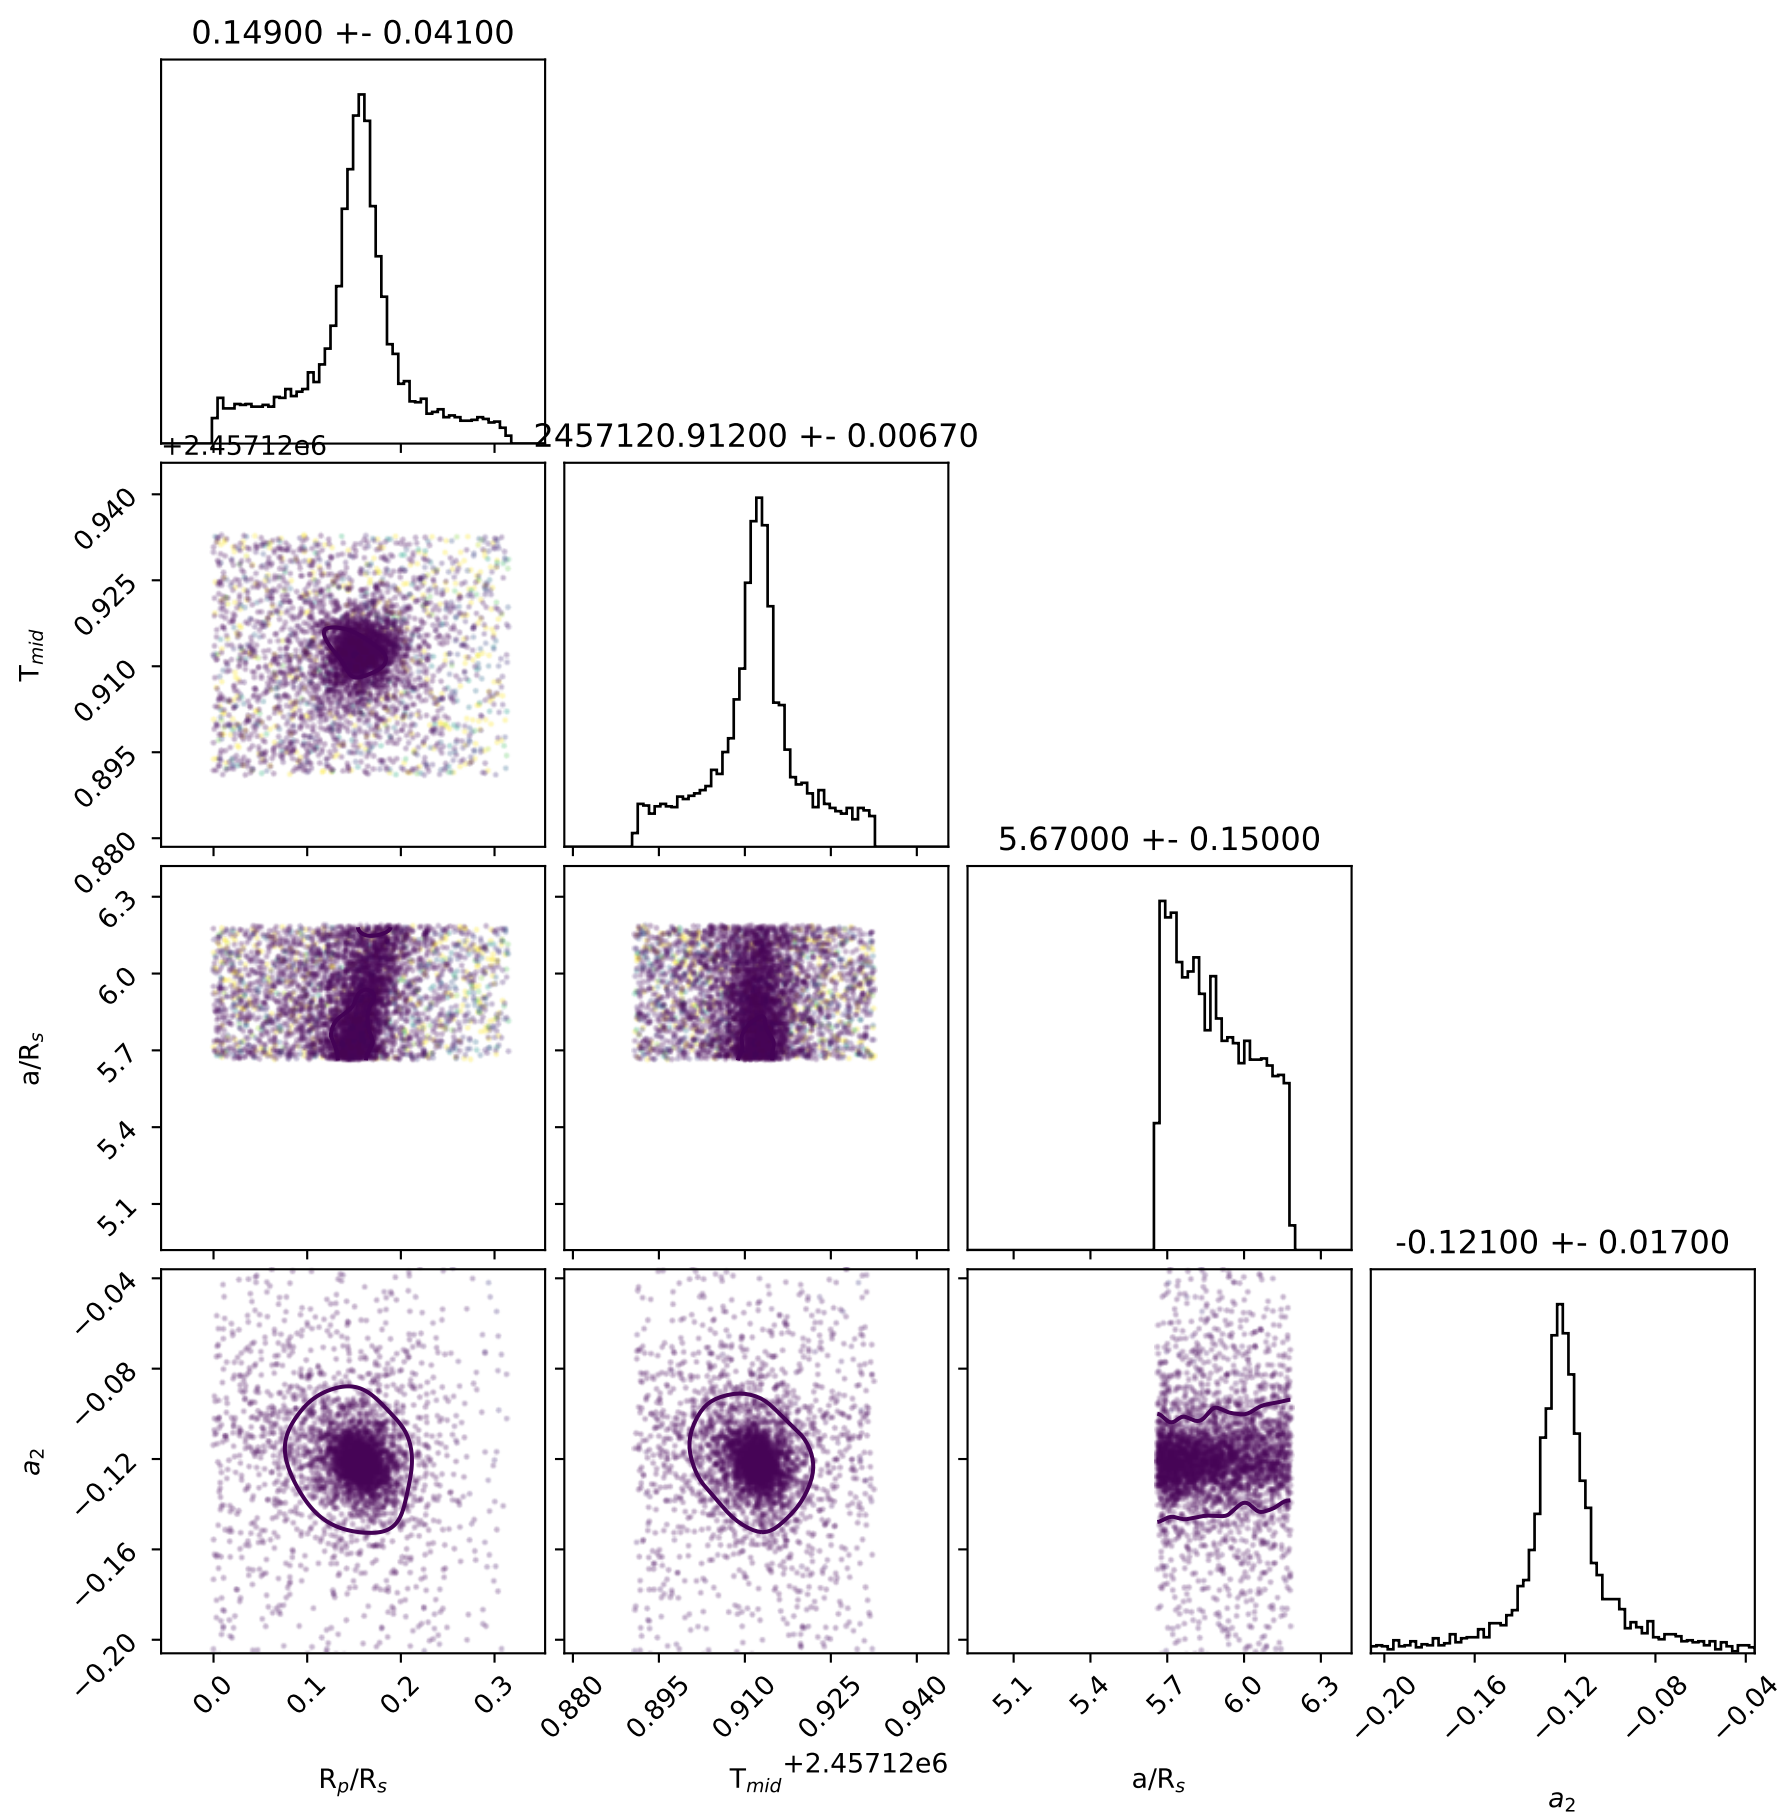 0.14900 +- 0.04100
+2.45712e6
2457120.91200 +- 0.00670
0.940
0.925
0.910
0.895
0.880
T_mid
5.67000 +- 0.15000
6.3
6.0
5.7
5.4
5.1
a/R_s
-0.12100 +- 0.01700
−0.04
−0.08
−0.12
−0.16
−0.20
a_2
0.0 0.1 0.2 0.3
0.880 0.895 0.910 0.925 0.940
5.1 5.4 5.7 6.0 6.3
−0.20 −0.16 −0.12 −0.08 −0.04
+2.45712e6
R_p/R_s T_mid a/R_s a_2